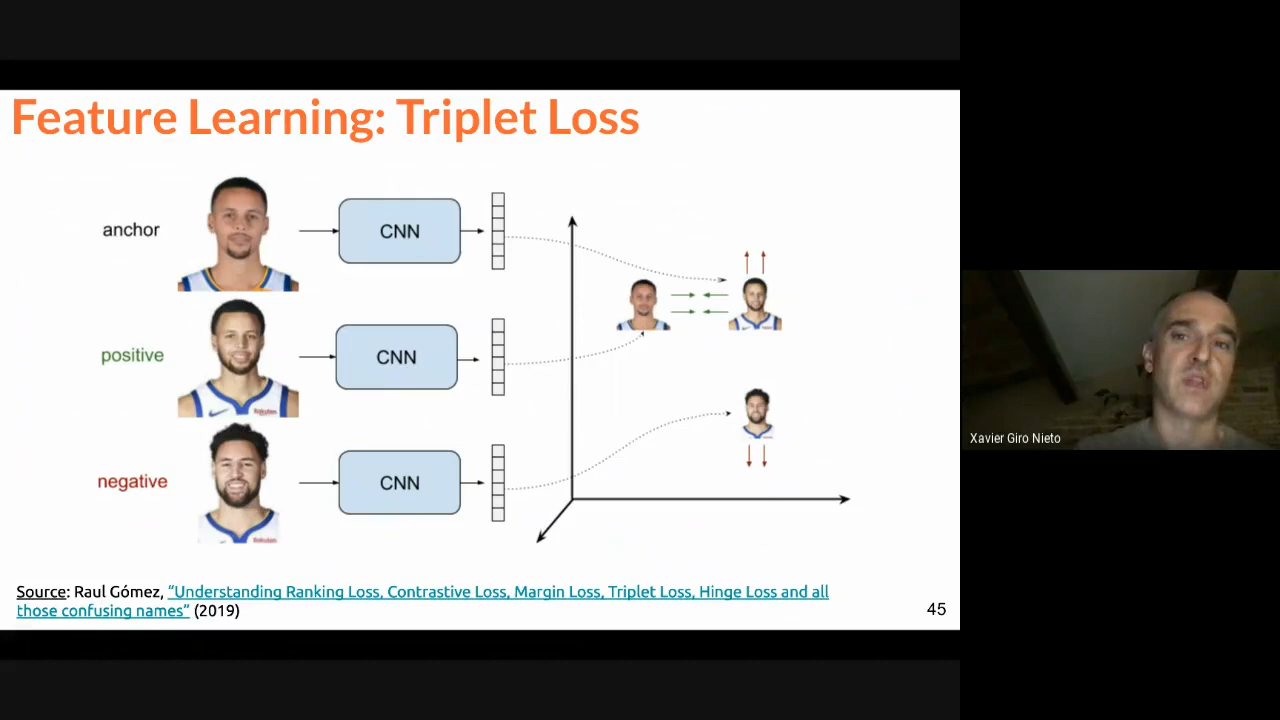 Feature Learning: Triplet Loss
anchor
CNN
positive
CNN
negative
CNN
Source: Raul Gómez, “Understanding Ranking Loss, Contrastive Loss, Margin Loss, Triplet Loss, Hinge Loss and all
those confusing names” (2019)
45
Xavier Giro Nieto